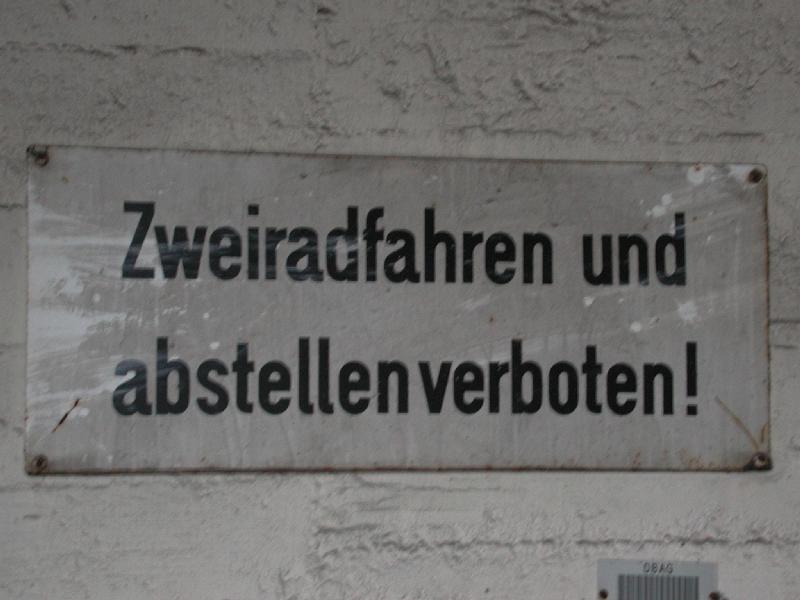 Zweiradfahren und
abstellen verboten!
OBAG